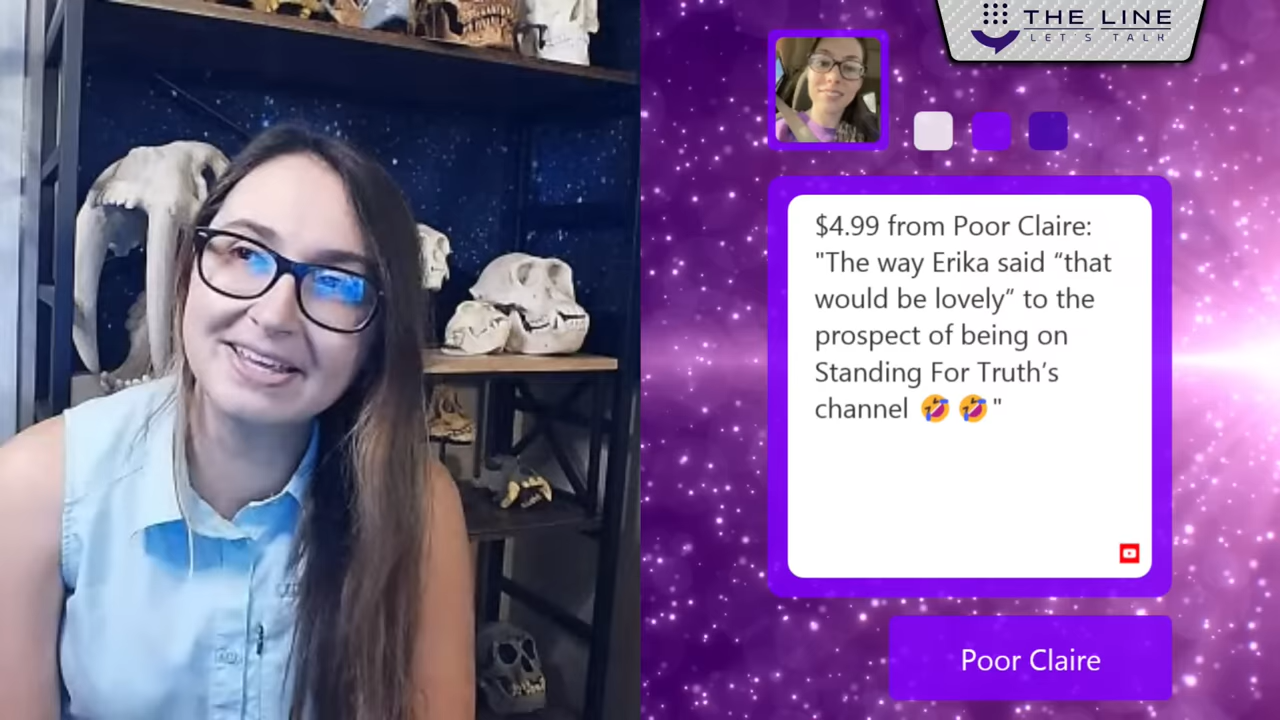 THE LINE
LET'S TALK
$4.99 from Poor Claire:
"The way Erika said “that
would be lovely” to the
prospect of being on
Standing For Truth’s
channel 🤣 🤣 "
Poor Claire